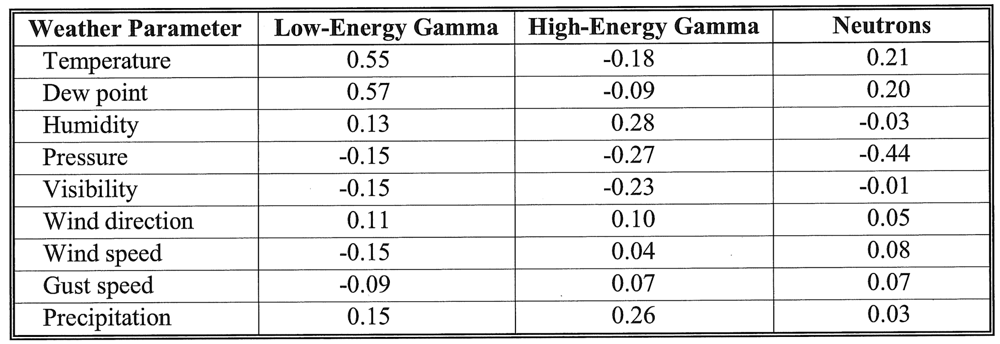 Weather Parameter Low-Energy Gamma High-Energy Gamma Neutrons
Temperature 0.55 -0.18 0.21
Dew point 0.57 -0.09 0.20
Humidity 0.13 0.28 -0.03
Pressure -0.15 -0.27 -0.44
Visibility -0.15 -0.23 -0.01
Wind direction 0.11 0.10 0.05
Wind speed -0.15 0.04 0.08
Gust speed -0.09 0.07 0.07
Precipitation 0.15 0.26 0.03